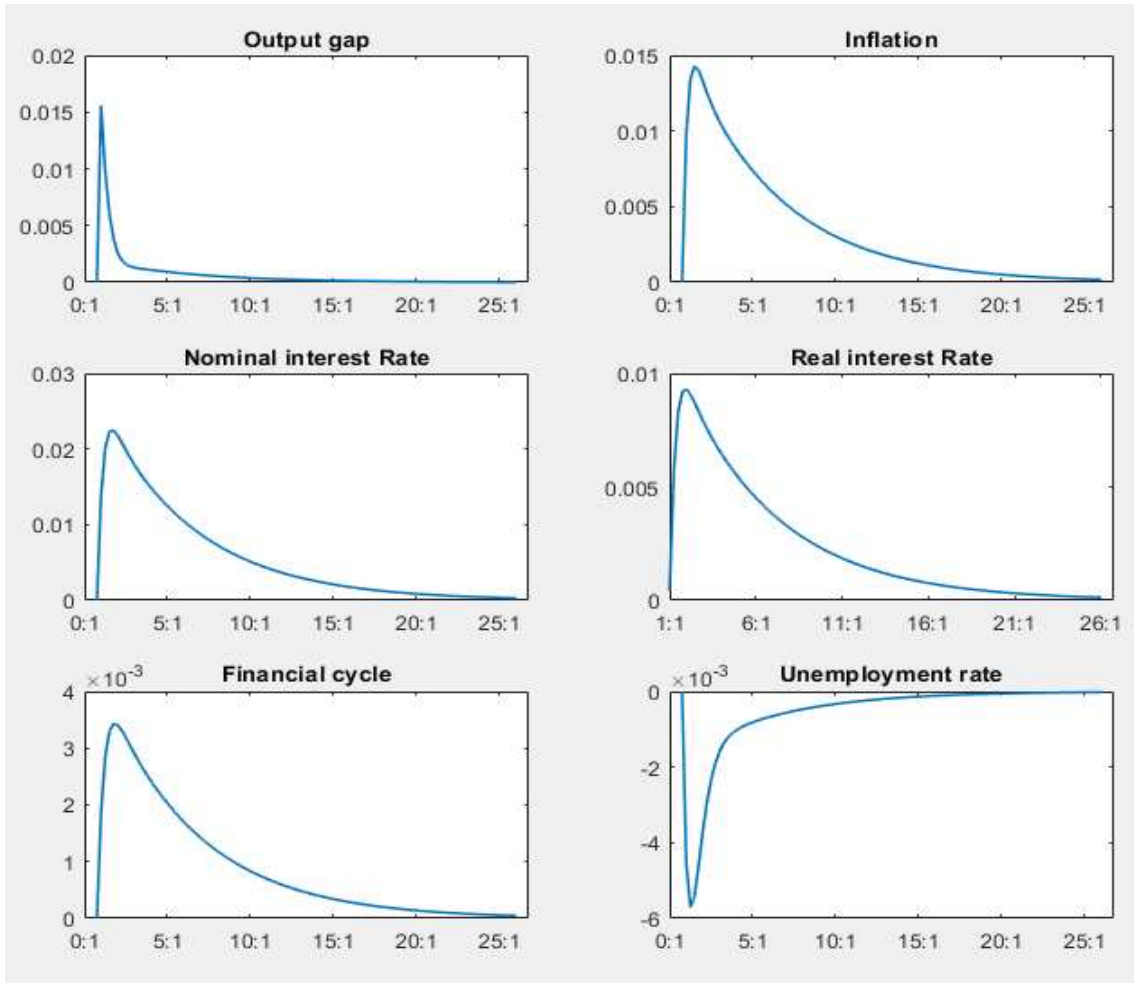 Output gap
0.02
0.015
0.01
0.005
0
0:1 5:1 10:1 15:1 20:1 25:1
Inflation
0.015
0.01
0.005
0
0:1 5:1 10:1 15:1 20:1 25:1
Nominal interest Rate
0.03
0.02
0.01
0
0:1 5:1 10:1 15:1 20:1 25:1
Real interest Rate
0.01
0.005
0
1:1 6:1 11:1 16:1 21:1 26:1
Financial cycle
×10-3
4
3
2
1
0
0:1 5:1 10:1 15:1 20:1 25:1
Unemployment rate
×10-3
0
-2
-4
-6
0:1 5:1 10:1 15:1 20:1 25:1